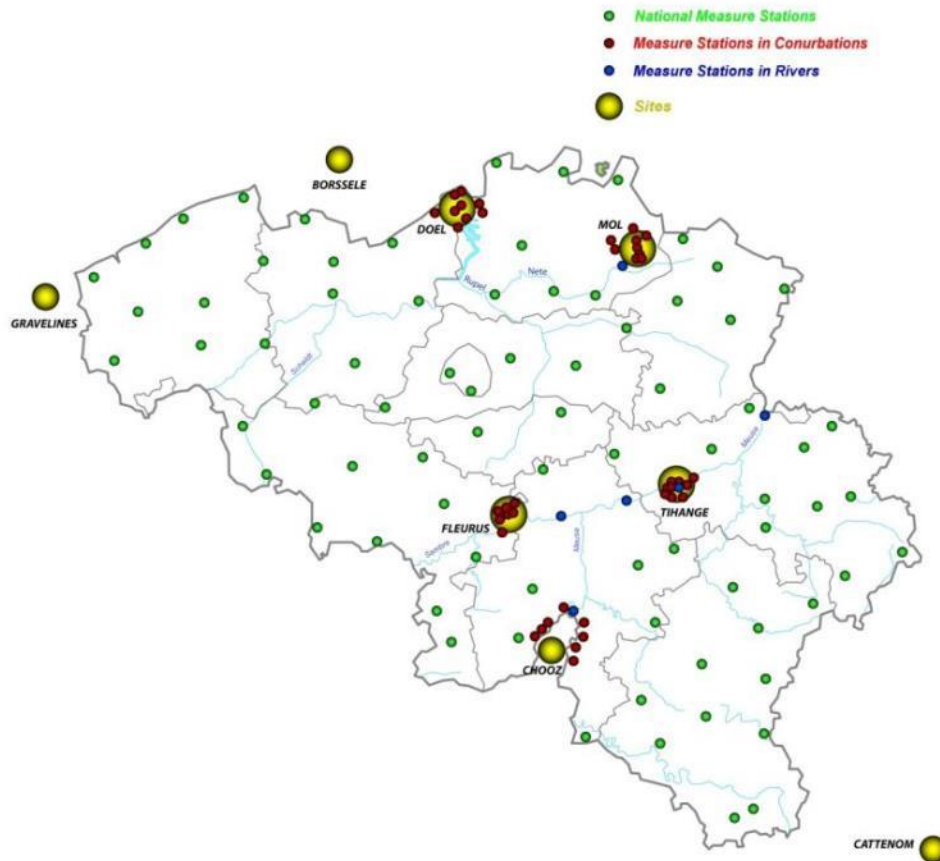 National Measure Stations
Measure Stations in Conurbations
Measure Stations in Rivers
Sites
BORSSELE
DOEL
MOL
Nete
Rupel
GRAVELINES
Scheldt
Meuse
TIHANGE
FLEURUS
Sambre
Meuse
CHOOZ
CATTENOM